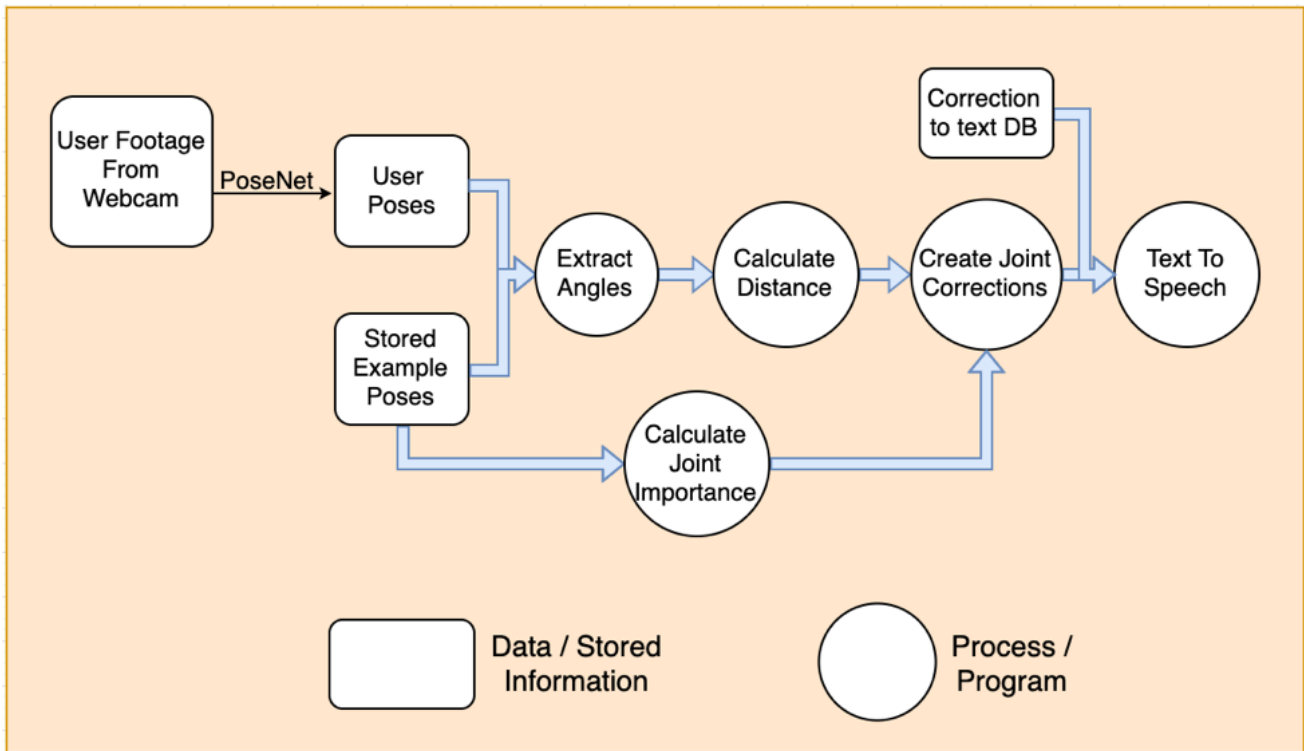 User Footage
From
Webcam
PoseNet
User
Poses
Stored
Example
Poses
Extract
Angles
Calculate
Distance
Create Joint
Corrections
Correction
to text DB
Text To
Speech
Calculate
Joint
Importance
Data / Stored
Information
Process /
Program